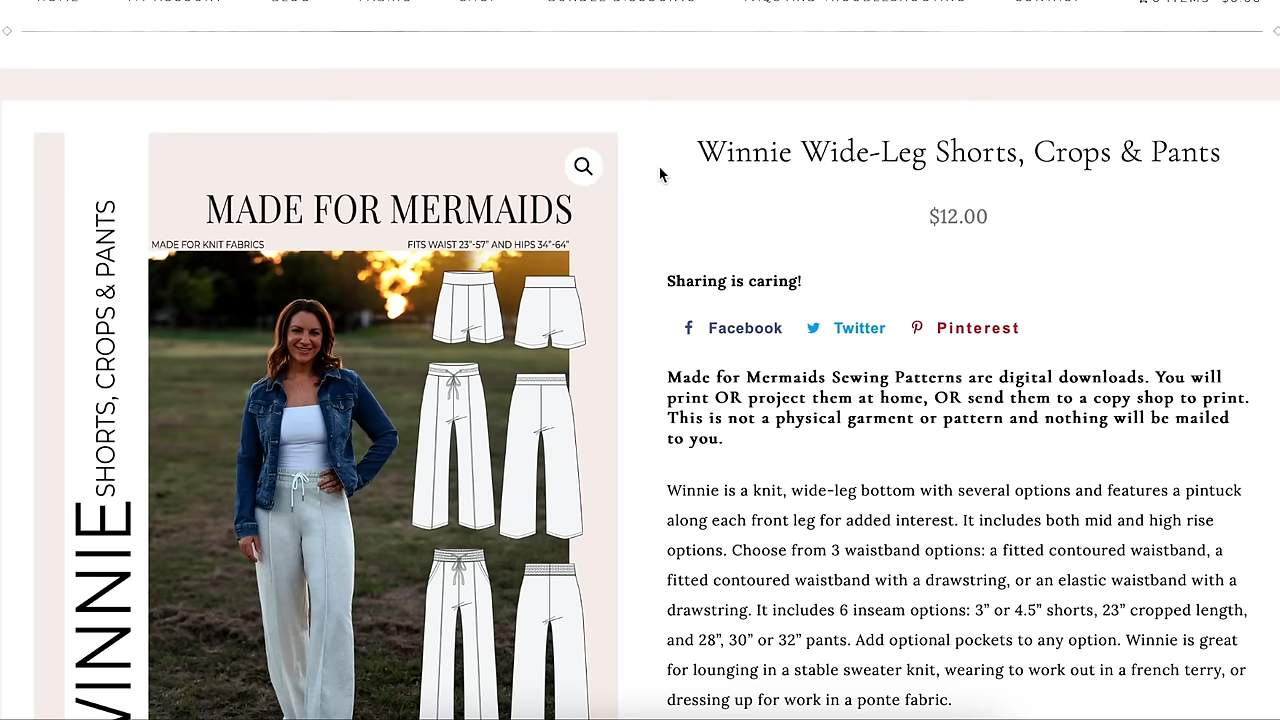 Winnie Wide-Leg Shorts, Crops & Pants
$12.00
SHORTS, CROPS & PANTS
MADE FOR MERMAIDS
MADE FOR KNIT FABRICS
FITS WAIST 23"-57" AND HIPS 34"-64"
Sharing is caring!
Facebook Twitter Pinterest
Made for Mermaids Sewing Patterns are digital downloads. You will
print OR project them at home, OR send them to a copy shop to print.
This is not a physical garment or pattern and nothing will be mailed
to you.
Winnie is a knit, wide-leg bottom with several options and features a pintuck
along each front leg for added interest. It includes both mid and high rise
options. Choose from 3 waistband options: a fitted contoured waistband, a
fitted contoured waistband with a drawstring, or an elastic waistband with a
drawstring. It includes 6 inseam options: 3” or 4.5” shorts, 23” cropped length,
and 28”, 30” or 32” pants. Add optional pockets to any option. Winnie is great
for lounging in a stable sweater knit, wearing to work out in a french terry, or
dressing up for work in a ponte fabric.